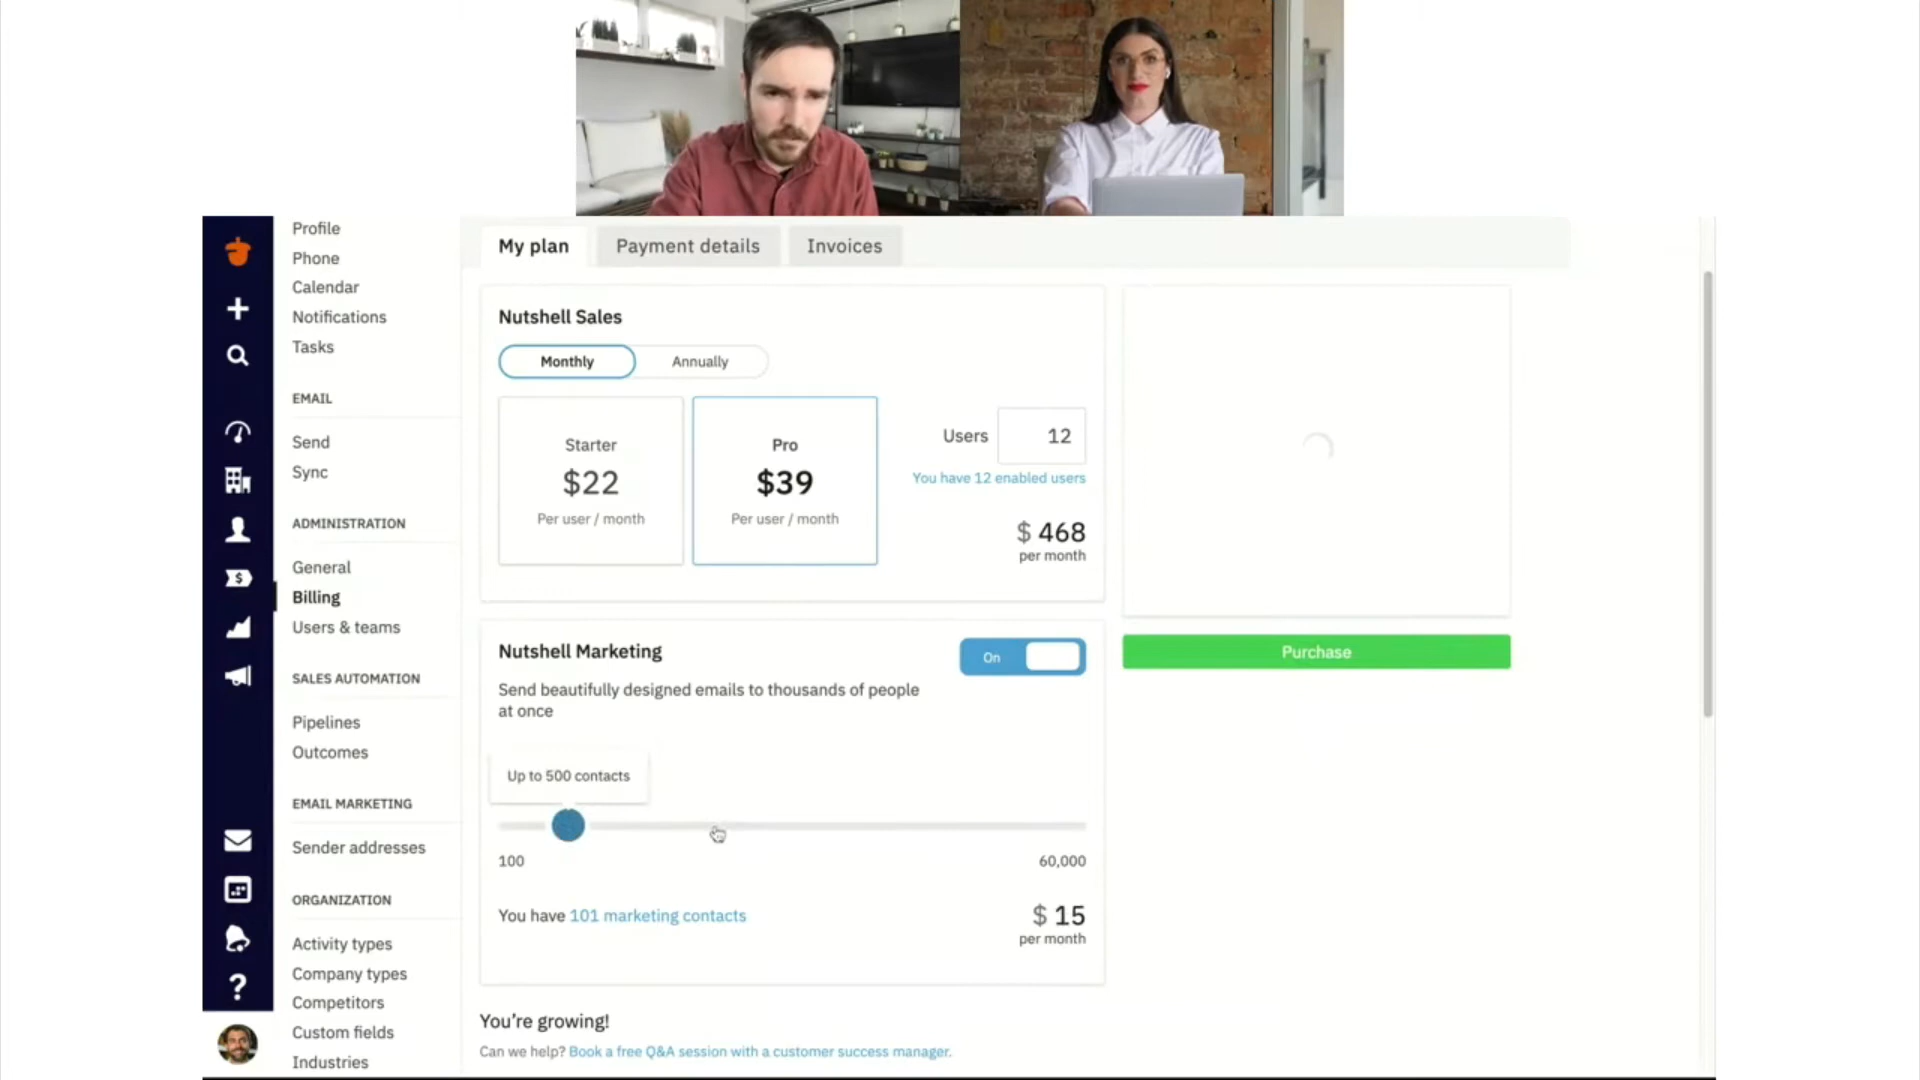 Profile
Phone
Calendar
Notifications
Tasks
EMAIL
Send
Sync
ADMINISTRATION
General
Billing
Users & teams
SALES AUTOMATION
Pipelines
Outcomes
EMAIL MARKETING
Sender addresses
ORGANIZATION
Activity types
Company types
Competitors
Custom fields
Industries
My plan
Payment details
Invoices
Nutshell Sales
Monthly
Annually
Starter
$22
Per user / month
Pro
$39
Per user / month
Users
12
You have 12 enabled users
$ 468
per month
Nutshell Marketing
On
Send beautifully designed emails to thousands of people
at once
Up to 500 contacts
100
60,000
You have 101 marketing contacts
$ 15
per month
Purchase
You're growing!
Can we help? Book a free Q&A session with a customer success manager.